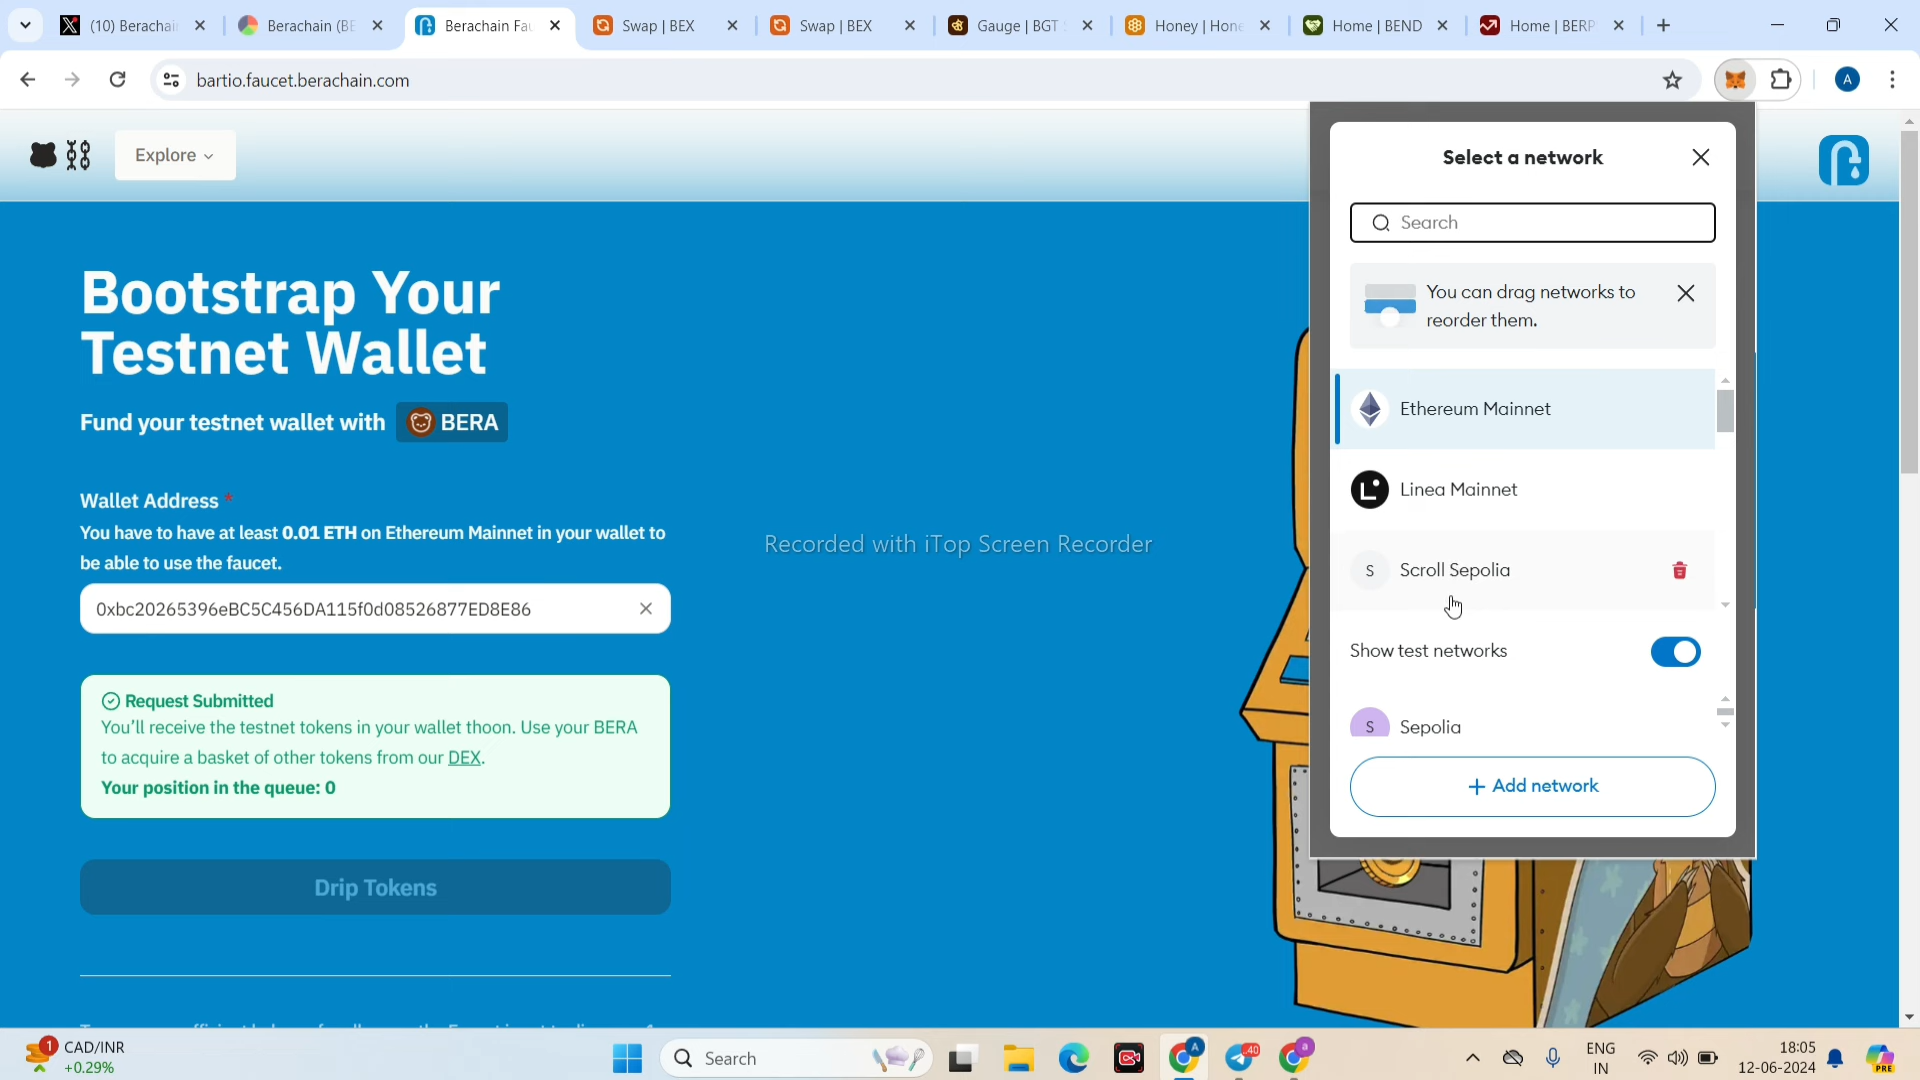 (10) Berachain
Berachain (BE
Berachain Fau
Swap | BEX
Swap | BEX
Gauge | BGT
Honey | Hone
Home | BEND
Home | BERP
bartio.faucet.berachain.com
A
Explore
Bootstrap Your
Testnet Wallet
Fund your testnet wallet with BERA
Wallet Address *
You have to have at least 0.01 ETH on Ethereum Mainnet in your wallet to
be able to use the faucet.
0xbc20265396eBC5C456DA115f0d08526877ED8E86
Request Submitted
You'll receive the testnet tokens in your wallet thoon. Use your BERA
to acquire a basket of other tokens from our DEX.
Your position in the queue: 0
Drip Tokens
Recorded with iTop Screen Recorder
Select a network
Search
You can drag networks to
reorder them.
Ethereum Mainnet
Linea Mainnet
S Scroll Sepolia
Show test networks
S Sepolia
+ Add network
1
CAD/INR
+0.29%
Search
A
40
a
ENG
IN
18:05
12-06-2024
PRE